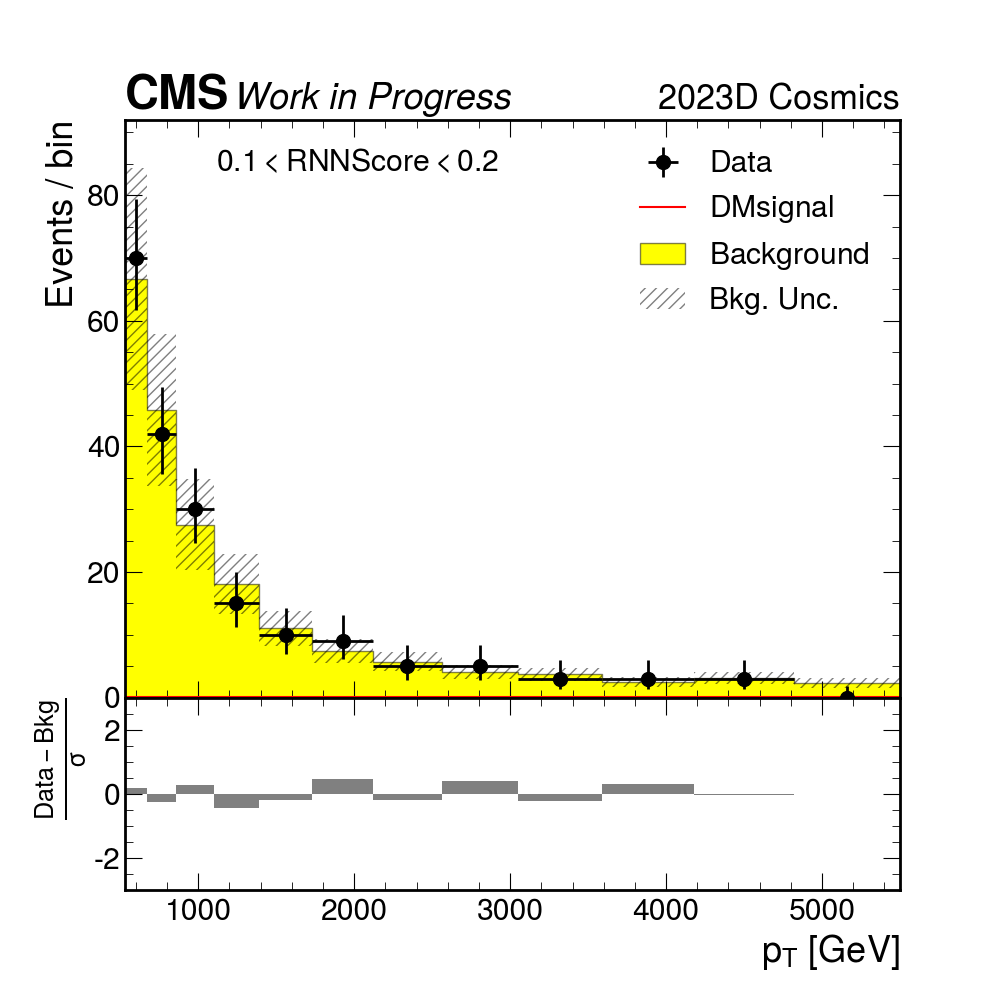 CMS Work in Progress 2023D Cosmics
Events / bin
0.1 < RNNScore < 0.2
Data
DMsignal
Background
Bkg. Unc.
80
60
40
20
0
Data – Bkg
σ
2
0
-2
1000 2000 3000 4000 5000
pT [GeV]